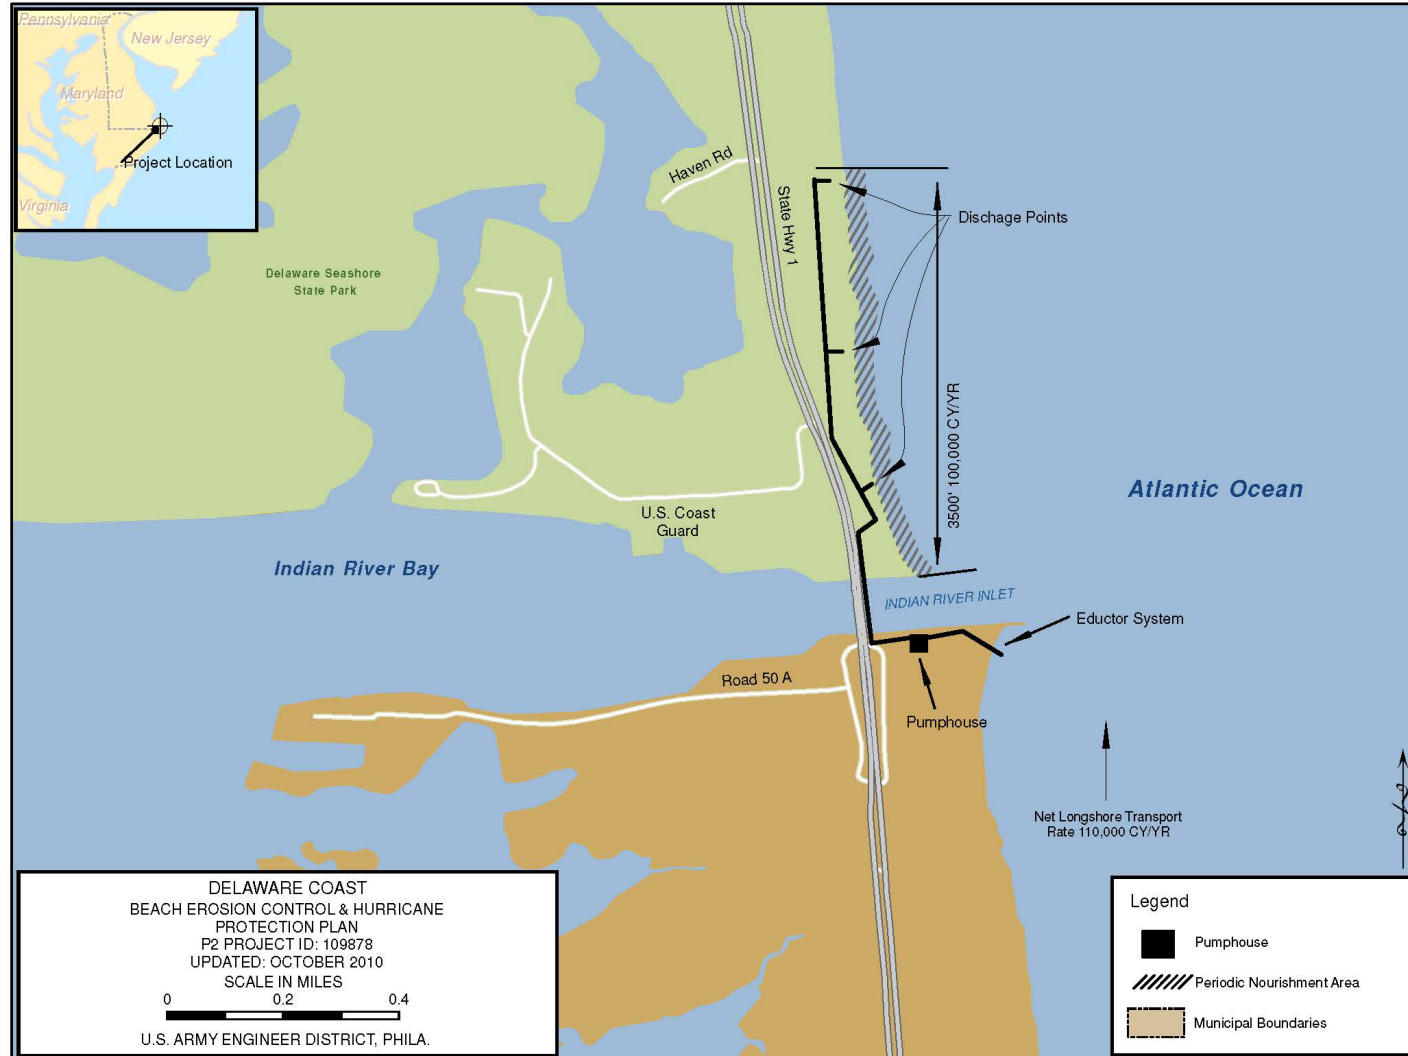 Pennsylvania
New Jersey
Maryland
Project Location
Virginia
Haven Rd
State Hwy 1
Dischage Points
Delaware Seashore
State Park
3500' 100,000 CY/YR
Atlantic Ocean
U.S. Coast
Guard
Indian River Bay
INDIAN RIVER INLET
Eductor System
Road 50 A
Pumphouse
Net Longshore Transport
Rate 110,000 CY/YR
DELAWARE COAST
BEACH EROSION CONTROL & HURRICANE
PROTECTION PLAN
P2 PROJECT ID: 109878
UPDATED: OCTOBER 2010
SCALE IN MILES
0 0.2 0.4
U.S. ARMY ENGINEER DISTRICT, PHILA.
Legend
Pumphouse
Periodic Nourishment Area
Municipal Boundaries